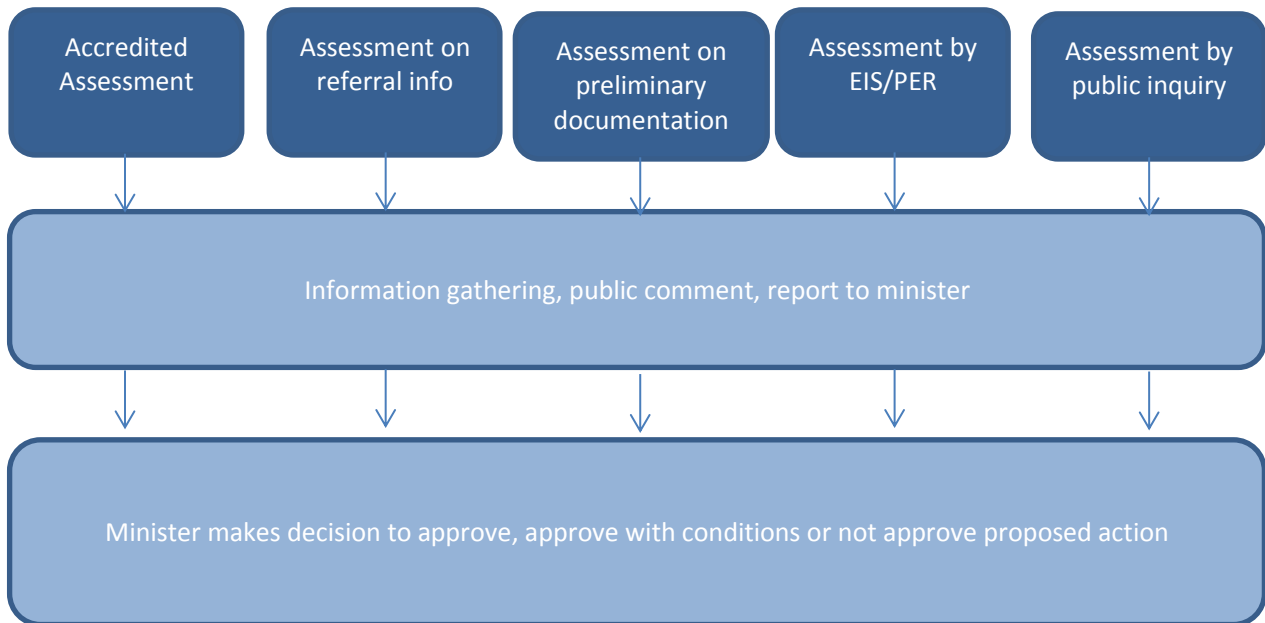 Accredited
Assessment
Assessment on
referral info
Assessment on
preliminary
documentation
Assessment by
EIS/PER
Assessment by
public inquiry
Information gathering, public comment, report to minister
Minister makes decision to approve, approve with conditions or not approve proposed action